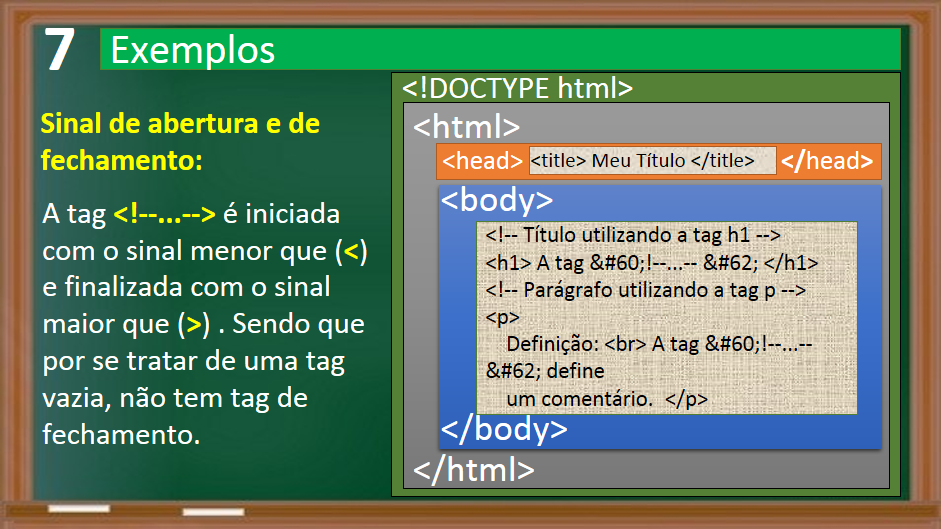 7 Exemplos
Sinal de abertura e de
fechamento:
A tag <!--...--> é iniciada
com o sinal menor que (<)
e finalizada com o sinal
maior que (>) . Sendo que
por se tratar de uma tag
vazia, não tem tag de
fechamento.
<!DOCTYPE html>
<html>
<head> <title> Meu Título </title> </head>
<body>
<!-- Título utilizando a tag h1 -->
<h1> A tag &#60;!--...-- &#62; </h1>
<!-- Parágrafo utilizando a tag p -->
<p>
Definição: <br> A tag &#60;!--...--
&#62; define
um comentário.  </p>
</body>
</html>